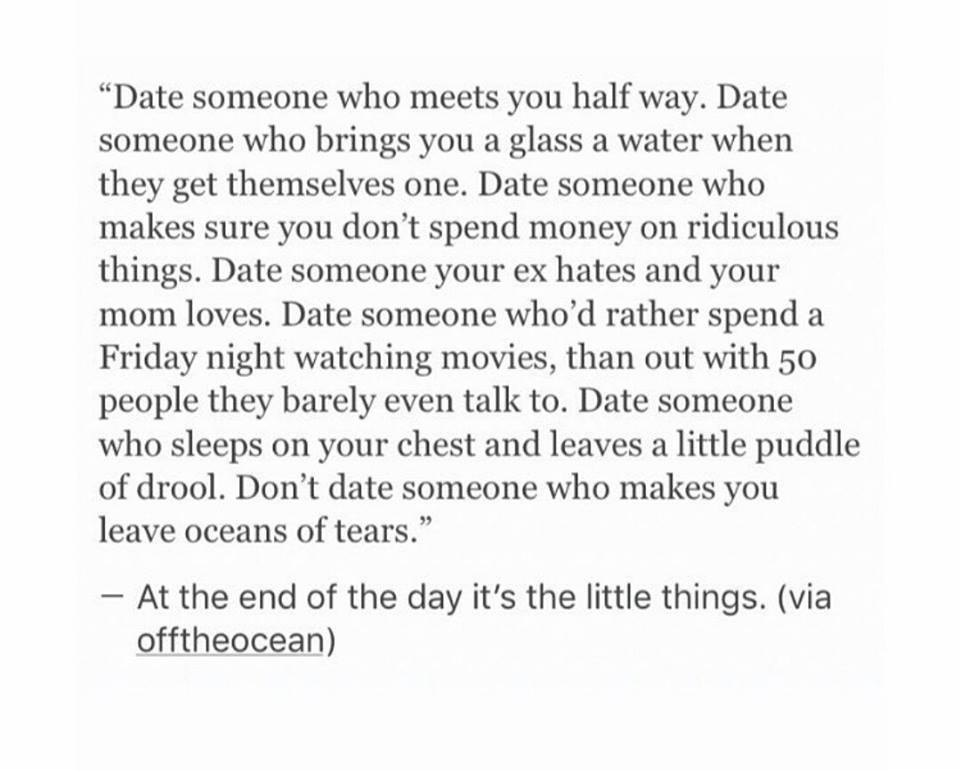 “Date someone who meets you half way. Date
someone who brings you a glass a water when
they get themselves one. Date someone who
makes sure you don’t spend money on ridiculous
things. Date someone your ex hates and your
mom loves. Date someone who’d rather spend a
Friday night watching movies, than out with 50
people they barely even talk to. Date someone
who sleeps on your chest and leaves a little puddle
of drool. Don’t date someone who makes you
leave oceans of tears.”
— At the end of the day it’s the little things. (via
offtheocean)